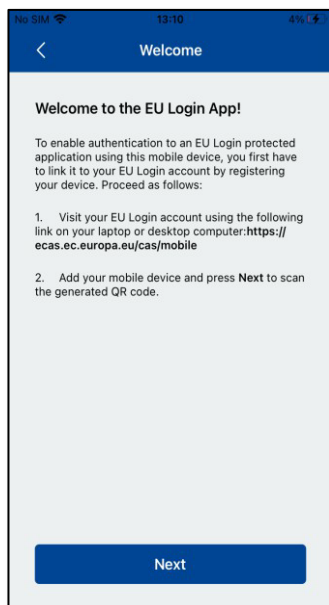 No SIM 13:10 4%
Welcome
Welcome to the EU Login App!
To enable authentication to an EU Login protected
application using this mobile device, you first have
to link it to your EU Login account by registering
your device. Proceed as follows:
1. Visit your EU Login account using the following
link on your laptop or desktop computer:https://
ecas.ec.europa.eu/cas/mobile
2. Add your mobile device and press Next to scan
the generated QR code.
Next